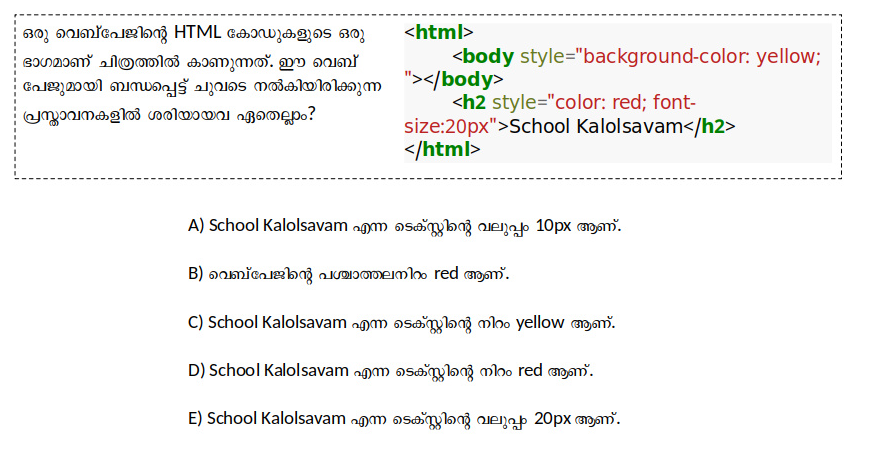 ഒരു വെബ്പേജിന്റെ HTML കോഡുകളുടെ ഒരു
ഭാഗമാണ് ചിത്രത്തിൽ കാണുന്നത്. ഈ വെബ്
പേജുമായി ബന്ധപ്പെട്ട് ചുവടെ നൽകിയിരിക്കുന്ന
പ്രസ്താവനകളിൽ ശരിയായവ ഏതെല്ലാം?
<html>
<body style="background-color: yellow;
"></body>
<h2 style="color: red; font-
size:20px">School Kalolsavam</h2>
</html>
A) School Kalolsavam എന്ന ടെക്സ്റ്റിന്റെ വലുപ്പം 10px ആണ്.
B) വെബ്പേജിന്റെ പശ്ചാത്തലനിറം red ആണ്.
C) School Kalolsavam എന്ന ടെക്സ്റ്റിന്റെ നിറം yellow ആണ്.
D) School Kalolsavam എന്ന ടെക്സ്റ്റിന്റെ നിറം red ആണ്.
E) School Kalolsavam എന്ന ടെക്സ്റ്റിന്റെ വലുപ്പം 20px ആണ്.